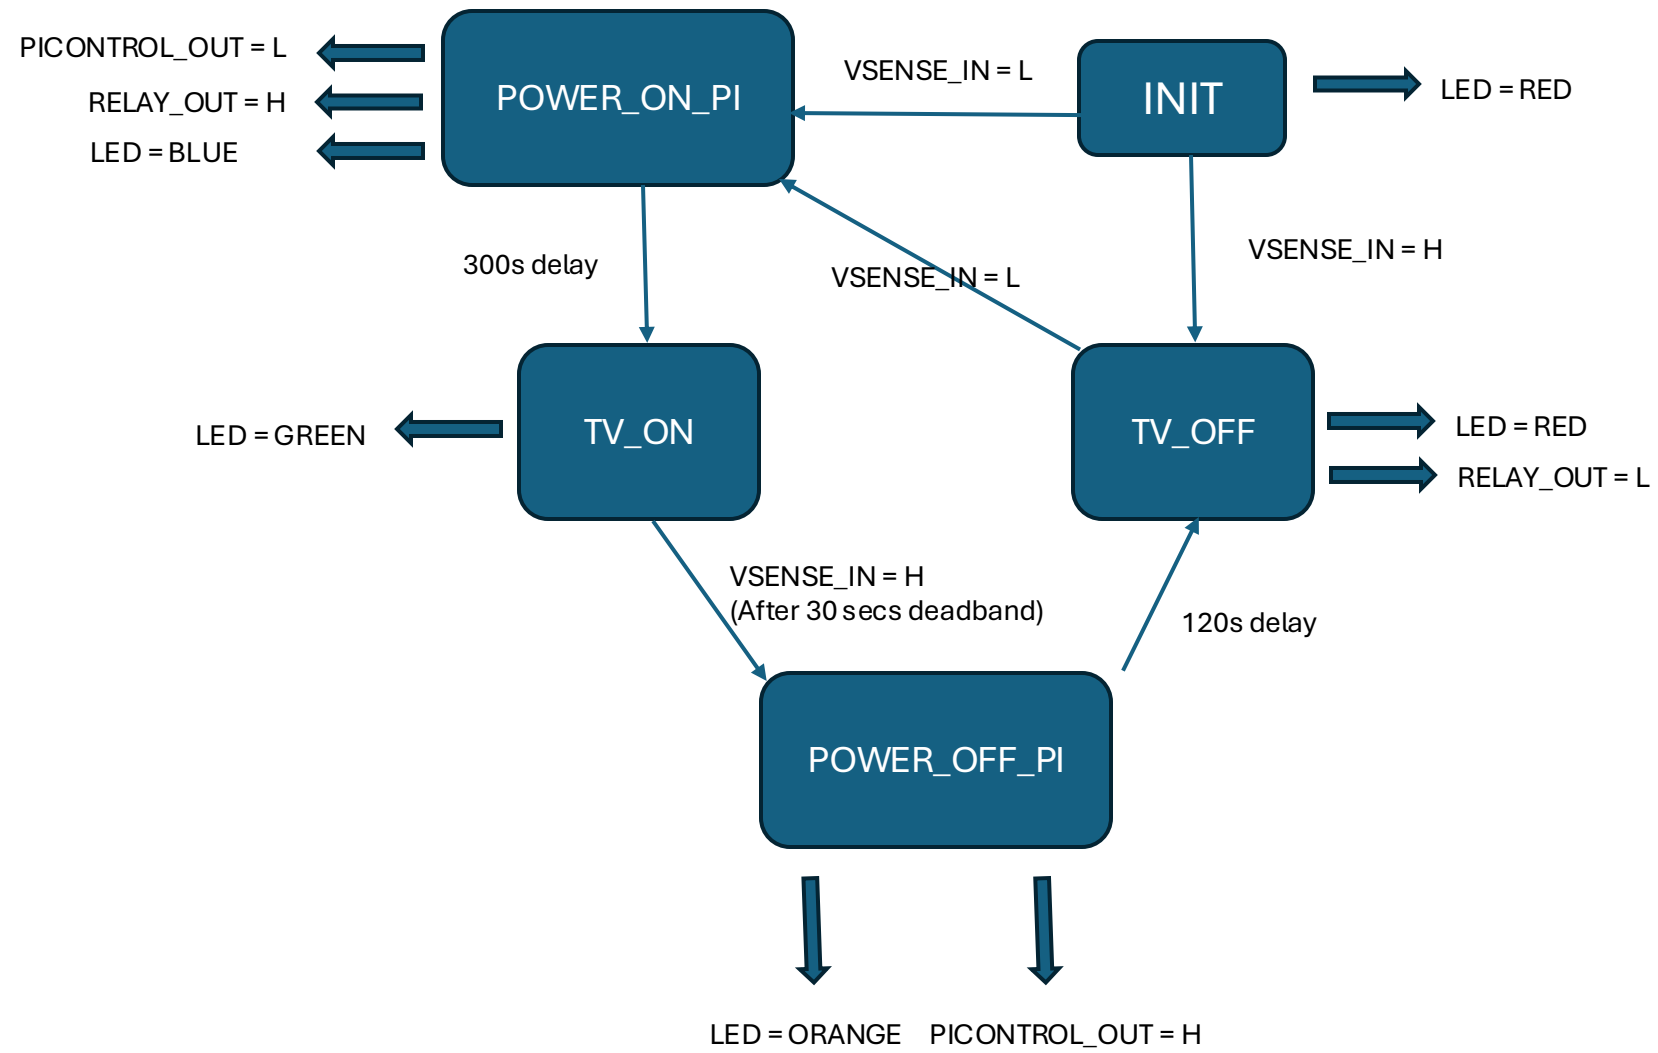 PICONTROL_OUT = L
RELAY_OUT = H
LED = BLUE
POWER_ON_PI
VSENSE_IN = L
INIT
LED = RED
300s delay
VSENSE_IN = L
VSENSE_IN = H
LED = GREEN
TV_ON
TV_OFF
LED = RED
RELAY_OUT = L
VSENSE_IN = H
(After 30 secs deadband)
120s delay
POWER_OFF_PI
LED = ORANGE
PICONTROL_OUT = H